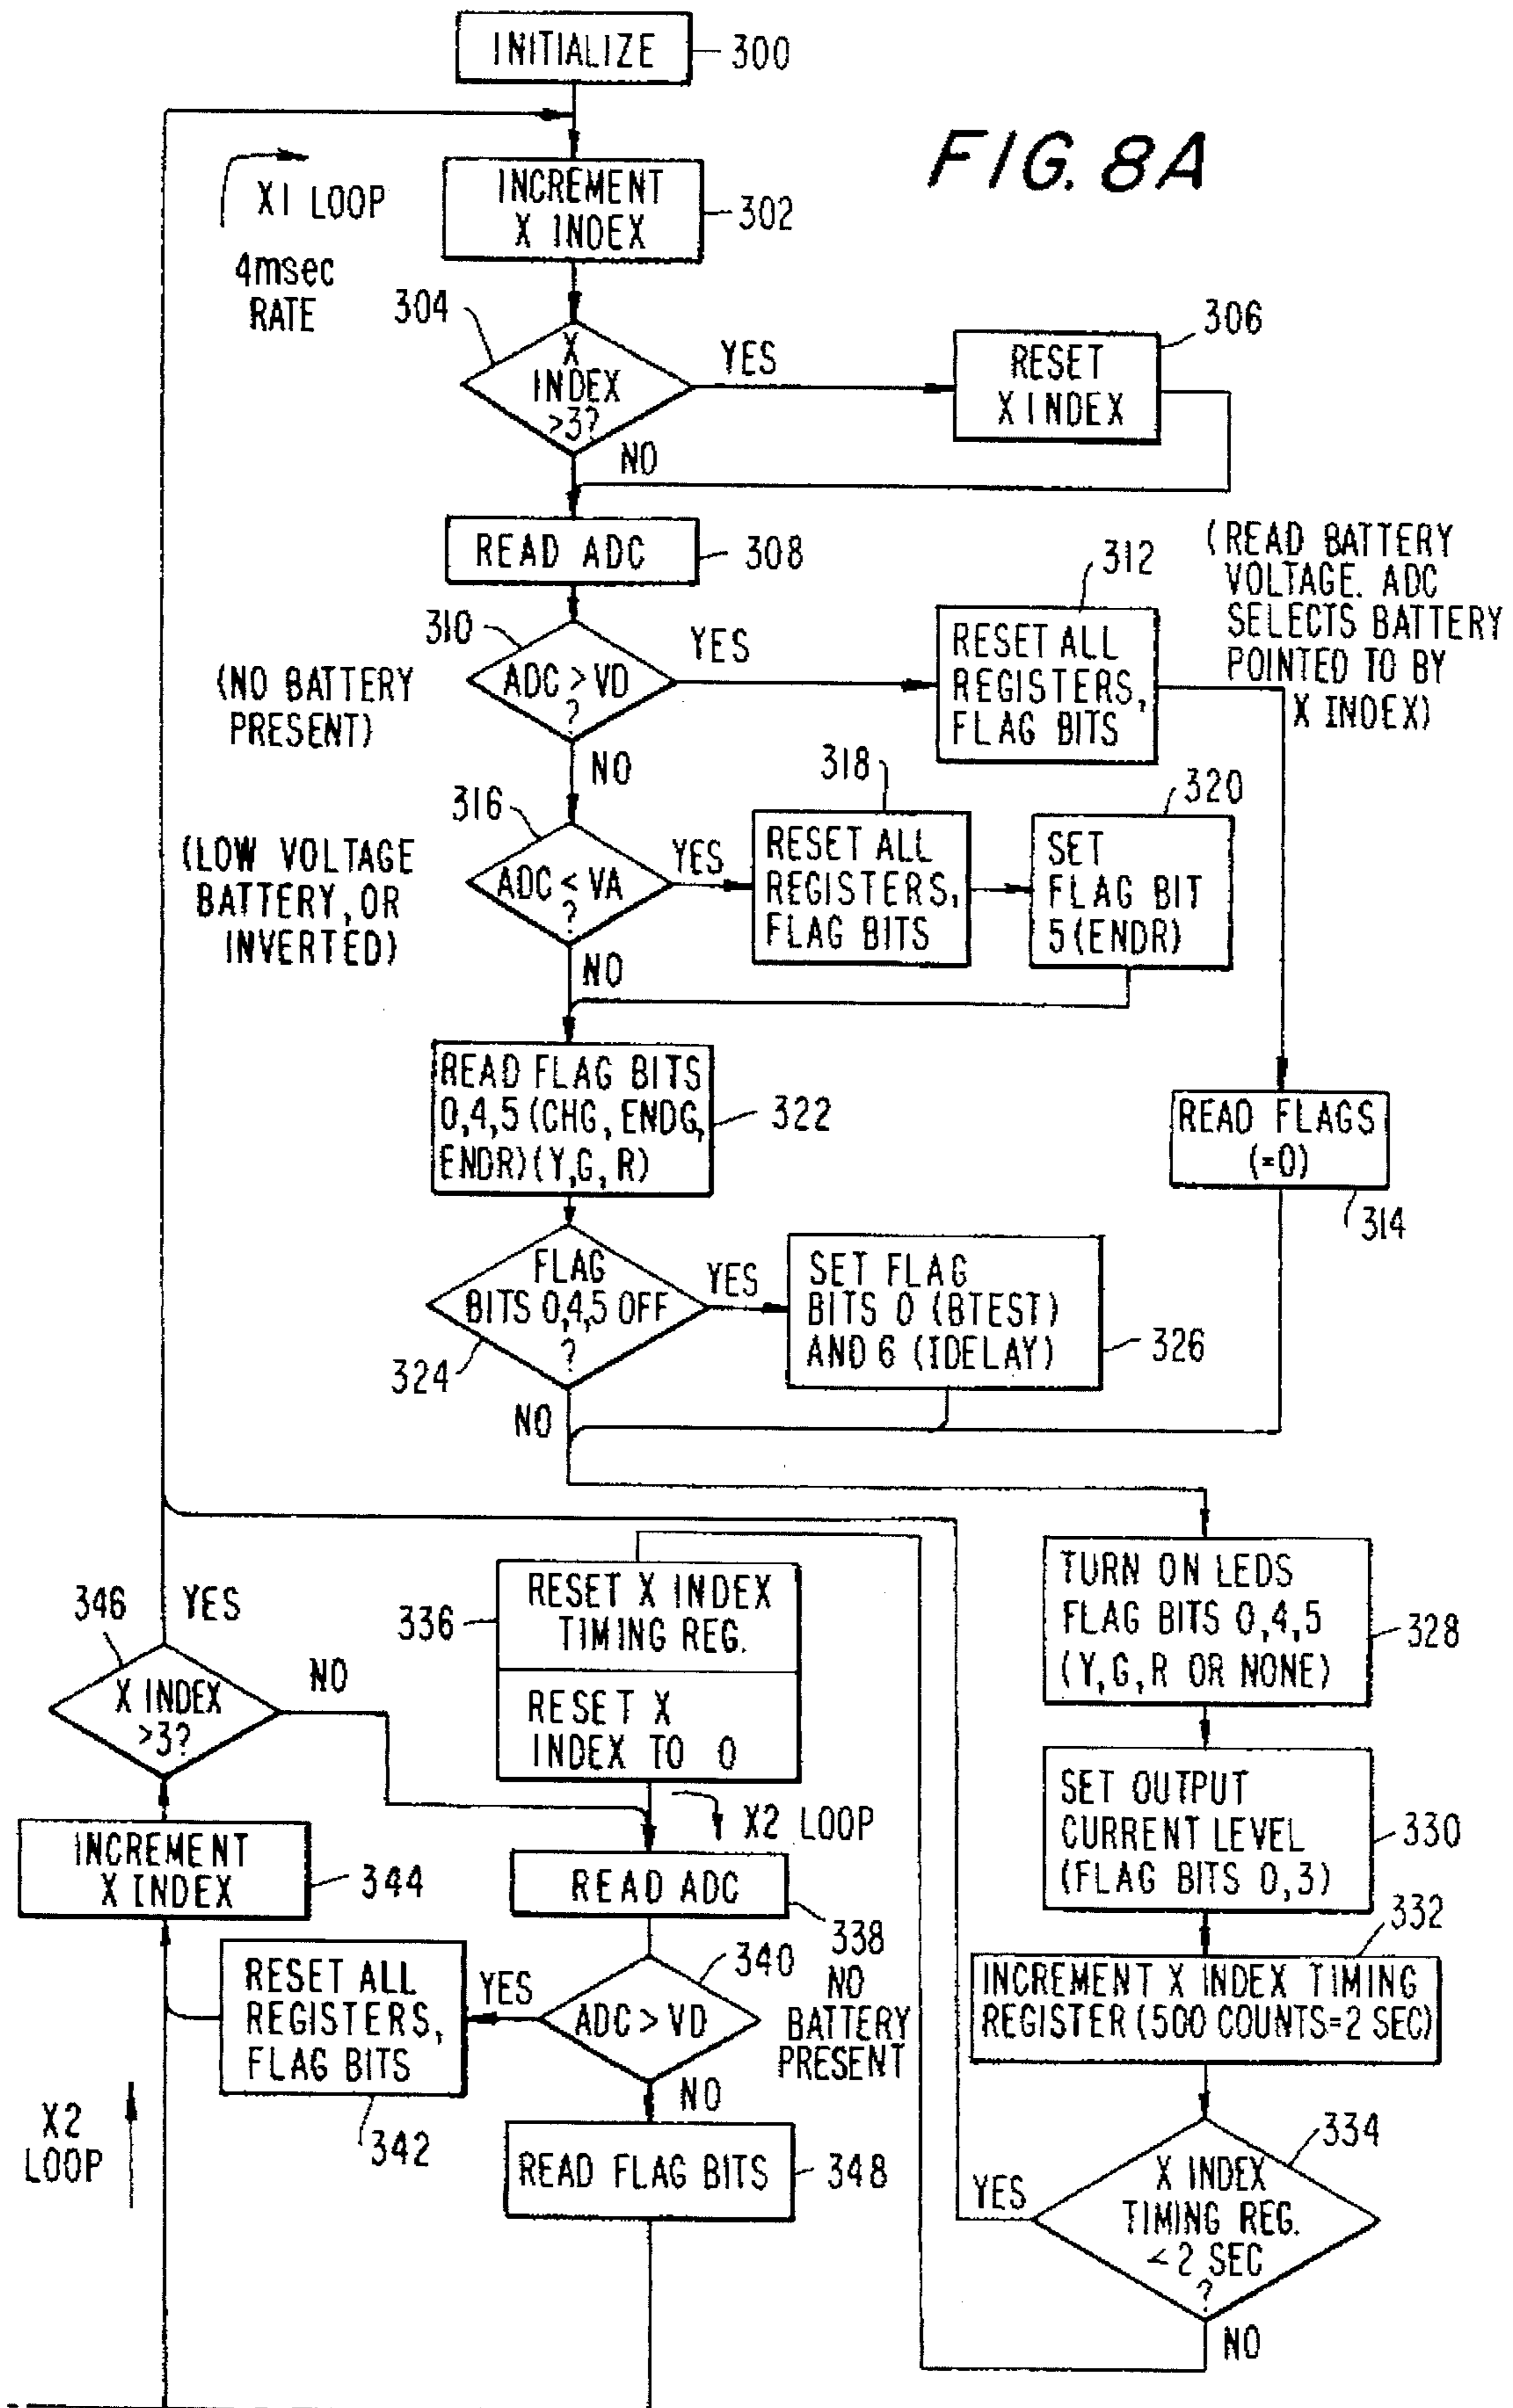 INITIALIZE
300
FIG. 8A
X1 LOOP
4msec
RATE
INCREMENT
X INDEX
302
304
X
INDEX
>3?
YES
NO
306
RESET
X INDEX
READ ADC
308
(READ BATTERY
VOLTAGE. ADC
SELECTS BATTERY
POINTED TO BY
X INDEX)
310
ADC > VD
?
YES
NO
(NO BATTERY
PRESENT)
312
RESET ALL
REGISTERS,
FLAG BITS
316
ADC < VA
?
YES
NO
(LOW VOLTAGE
BATTERY, OR
INVERTED)
318
RESET ALL
REGISTERS,
FLAG BITS
320
SET
FLAG BIT
5 (ENDR)
READ FLAG BITS
0,4,5 (CHG, ENDG,
ENDR) (Y,G, R)
322
READ FLAGS
(=0)
314
FLAG
BITS 0,4,5 OFF
?
324
YES
NO
SET FLAG
BITS 0 (BTEST)
AND 6 (IDELAY)
326
TURN ON LEDS
FLAG BITS 0,4,5
(Y,G,R OR NONE)
328
346
YES
X INDEX
>3?
NO
336
RESET X INDEX
TIMING REG.
RESET X
INDEX TO 0
SET OUTPUT
CURRENT LEVEL
(FLAG BITS 0,3)
330
X2 LOOP
INCREMENT
X INDEX
344
READ ADC
338
332
INCREMENT X INDEX TIMING
REGISTER (500 COUNTS=2 SEC)
RESET ALL
REGISTERS,
FLAG BITS
342
YES
340
ADC > VD
NO
BATTERY
PRESENT
NO
X2
LOOP
READ FLAG BITS
348
334
X INDEX
TIMING REG.
< 2 SEC
?
YES
NO